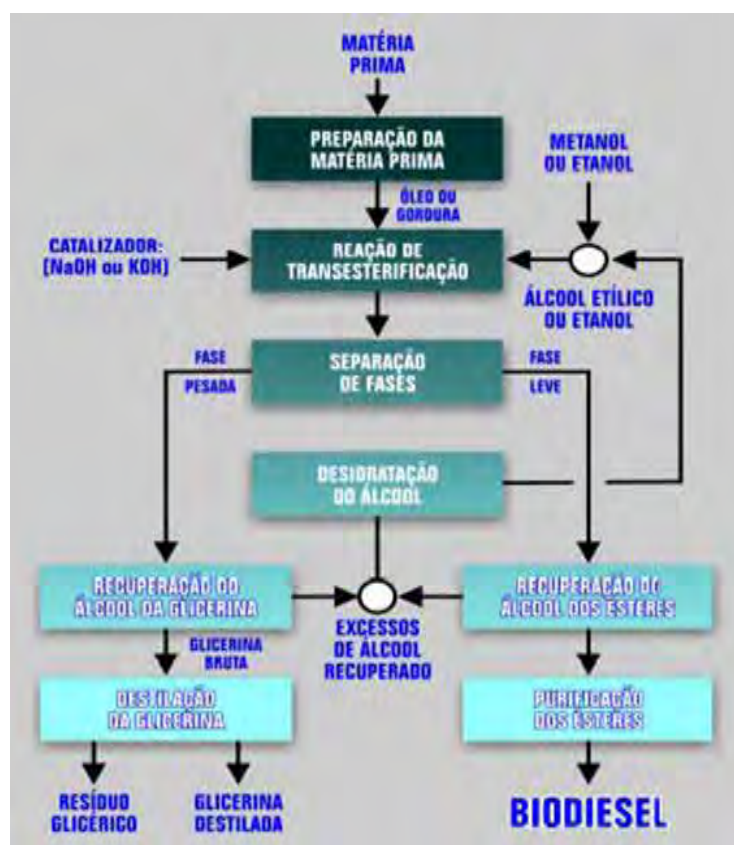 MATÉRIA
PRIMA
PREPARAÇÃO DA
MATÉRIA PRIMA
METANOL
OU ETANOL
ÓLEO OU
GORDURA
CATALIZADOR:
(NaOH ou KOH)
REAÇÃO DE
TRANSESTERIFICAÇÃO
ÁLCOOL ETÍLICO
OU ETANOL
FASE
PESADA
SEPARAÇÃO
DE FASES
FASE
LEVE
DESIDRATAÇÃO
DO ÁLCOOL
RECUPERAÇÃO DO
ÁLCOOL DA GLICERINA
EXCESSOS
DE ÁLCOOL
RECUPERADO
RECUPERAÇÃO DO
ÁLCOOL DOS ÉSTERES
GLICERINA
BRUTA
DESTILAÇÃO
DA GLICERINA
PURIFICAÇÃO
DOS ÉSTERES
RESÍDUO
GLICÉRICO
GLICERINA
DESTILADA
BIODIESEL